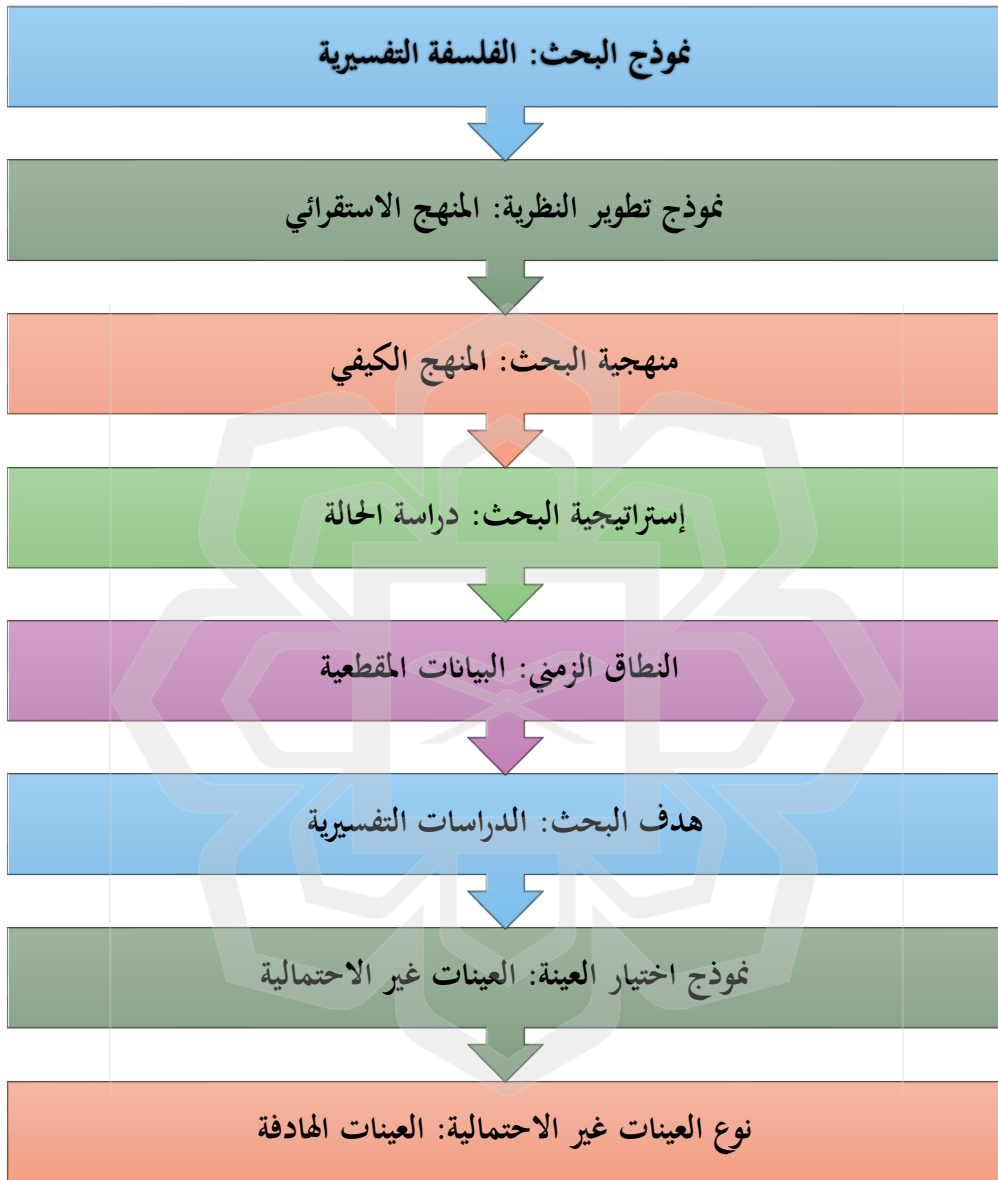 نموذج البحث: الفلسفة التفسيرية
نموذج تطوير النظرية: المنهج الاستقرائي
منهجية البحث: المنهج الكيفي
إستراتيجية البحث: دراسة الحالة
النطاق الزمني: البيانات المقطعية
هدف البحث: الدراسات التفسيرية
نموذج اختيار العينة: العينات غير الاحتمالية
نوع العينات غير الاحتمالية: العينات الهادفة